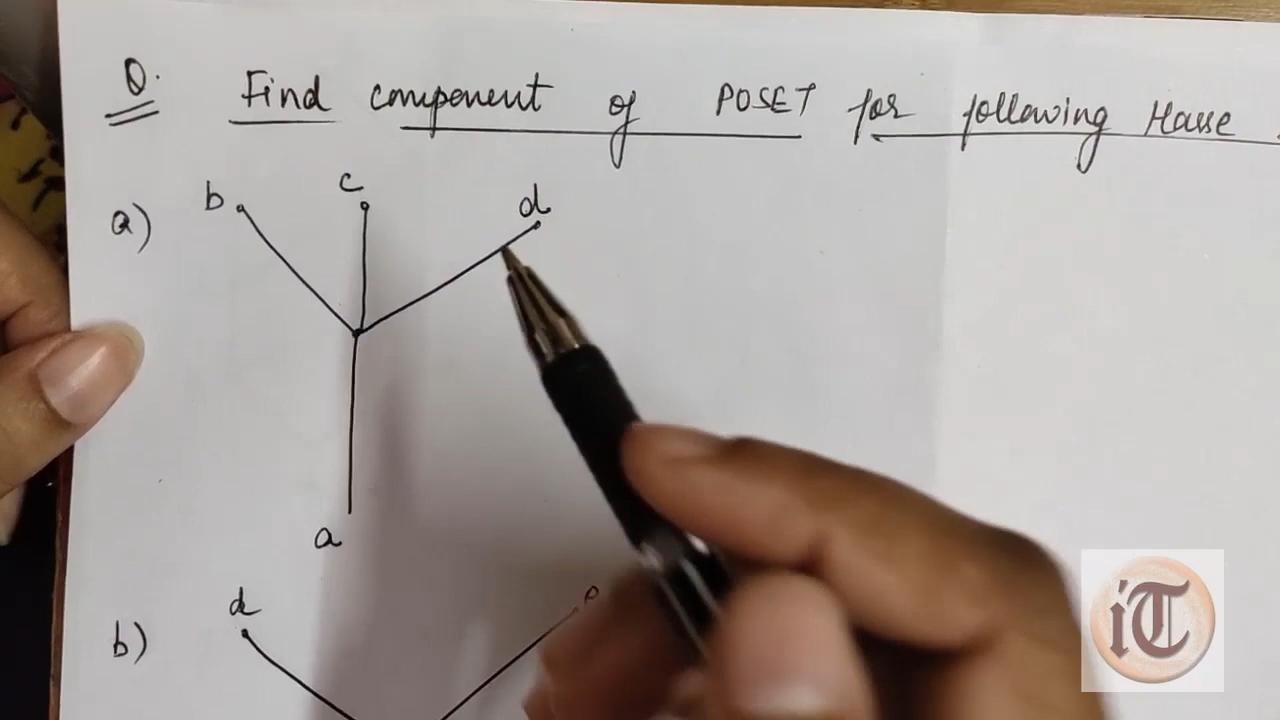 Q. Find component of POSET for following Hasse
a) b c d
a
b) d e
iT